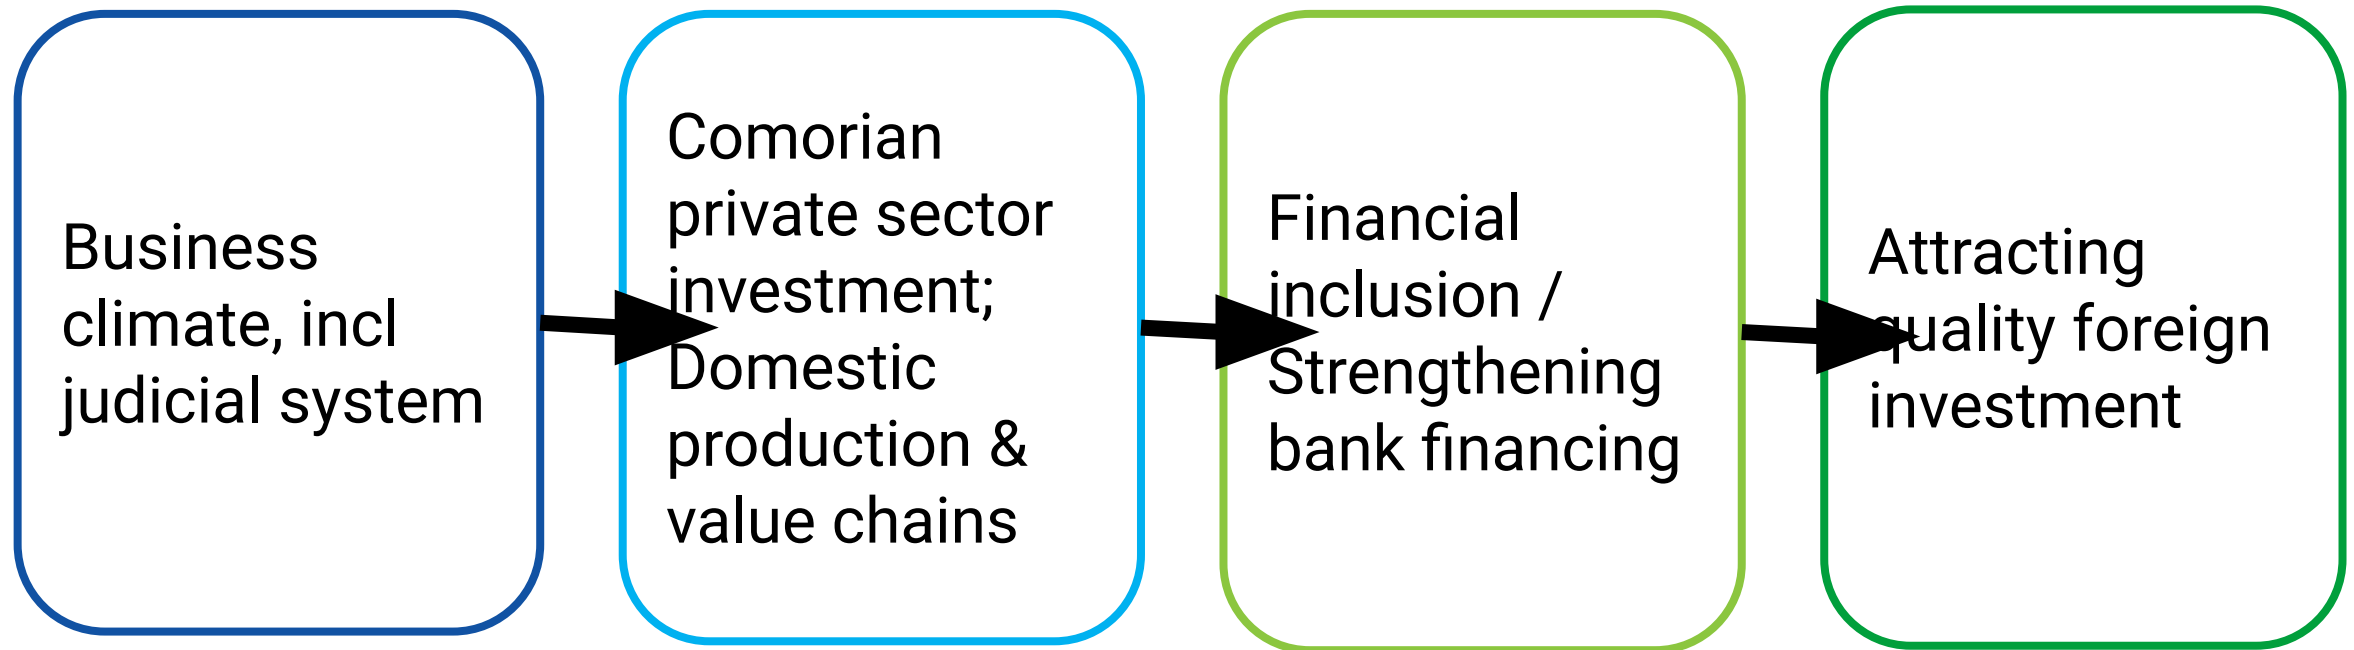 Business
climate, incl
judicial system
Comorian
private sector
investment;
Domestic
production &
value chains
Financial
inclusion /
Strengthening
bank financing
Attracting
quality foreign
investment